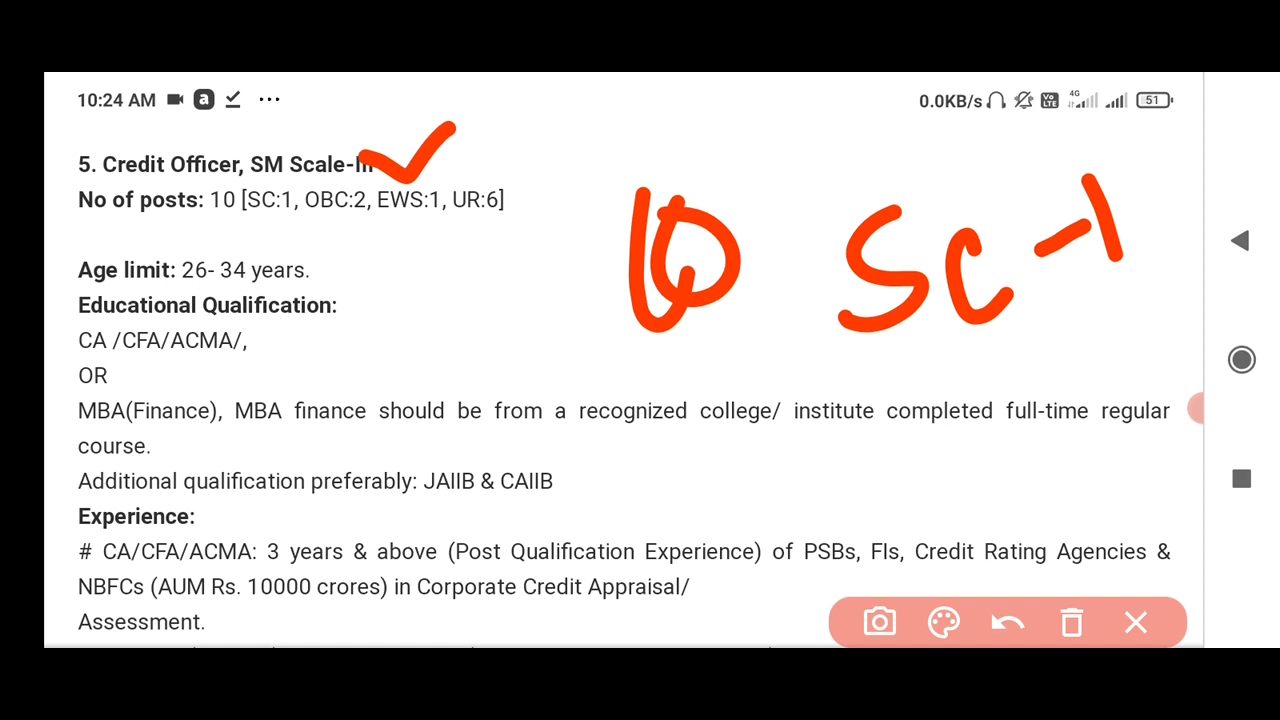 10:24 AM a ... 0.0KB/s Vo LTE 4G 51
5. Credit Officer, SM Scale-III
No of posts: 10 [SC:1, OBC:2, EWS:1, UR:6]
10 SC-1
Age limit: 26- 34 years.
Educational Qualification:
CA /CFA/ACMA/,
OR
MBA(Finance), MBA finance should be from a recognized college/ institute completed full-time regular
course.
Additional qualification preferably: JAIIB & CAIIB
Experience:
# CA/CFA/ACMA: 3 years & above (Post Qualification Experience) of PSBs, FIs, Credit Rating Agencies &
NBFCs (AUM Rs. 10000 crores) in Corporate Credit Appraisal/
Assessment.